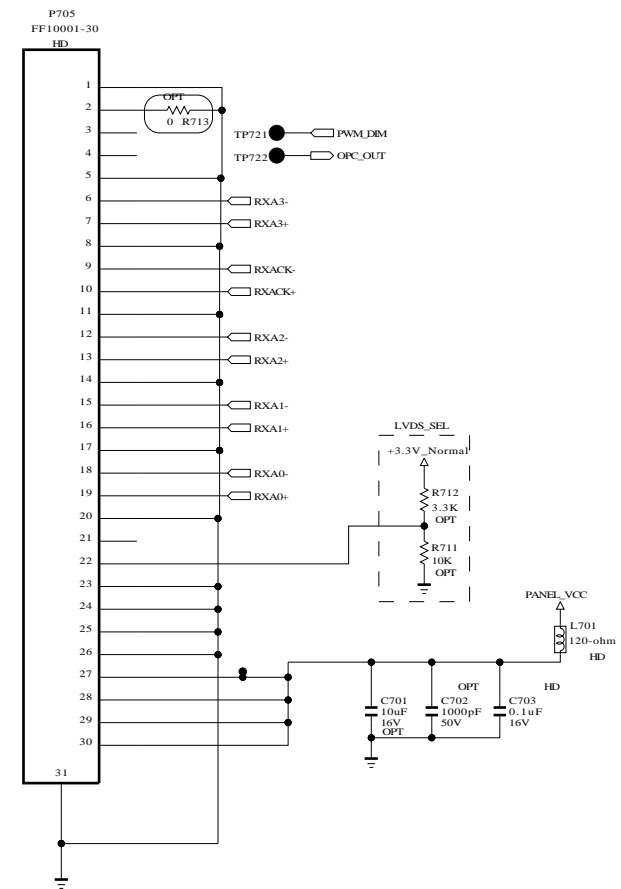 P705
FF10001-30
HD
1
OPT
2
0 R713
3
TP721 PWM_DIM
4
TP722 OPC_OUT
5
6 RXA3-
7 RXA3+
8
9 RXACK-
10 RXACK+
11
12 RXA2-
13 RXA2+
14
15 RXA1-
16 RXA1+
17
18 RXA0-
19 RXA0+
20
21
22
23
24
25
26
27
28
29
30
31
LVDS_SEL
+3.3V_Normal
R712
3.3K
OPT
R711
10K
OPT
PANEL_VCC
L701
120-ohm
HD
C701
10uF
16V
OPT
OPT
C702
1000pF
50V
HD
C703
0.1uF
16V